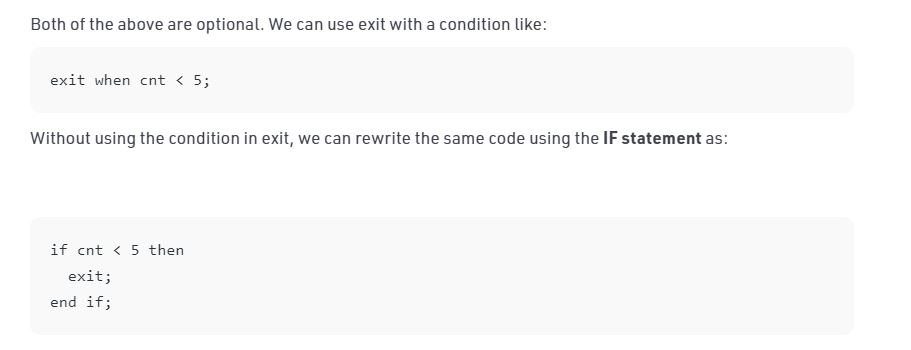 Both of the above are optional. We can use exit with a condition like:
exit when cnt < 5;
Without using the condition in exit, we can rewrite the same code using the IF statement as:
if cnt < 5 then
  exit;
end if;